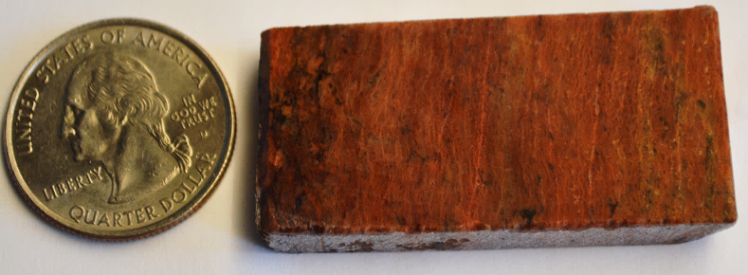 UNITED STATES OF AMERICA
IN
GOD WE
TRUST
LIBERTY
QUARTER DOLLAR